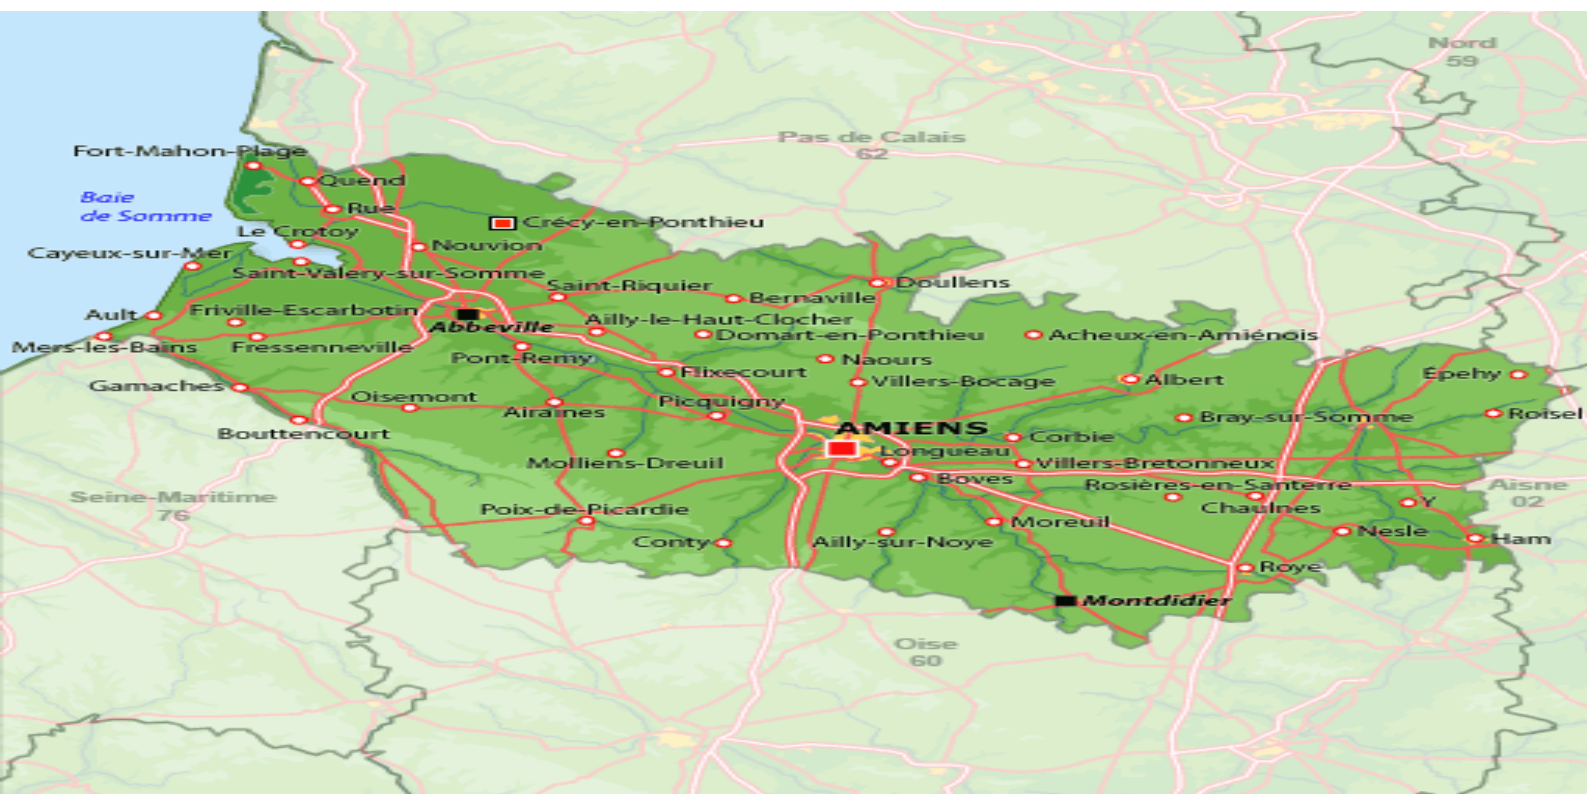 Nord
59
Pas de Calais
62
Fort-Mahon-Plage
Quend
Baie
de Somme
Rue
Crécy-en-Ponthieu
Le Crotoy
Nouvion
Cayeux-sur-Mer
Saint-Valery-sur-Somme
Saint-Riquier
Bernaville
Doullens
Ault
Friville-Escarbotin
Abbeville
Ailly-le-Haut-Clocher
Domart-en-Ponthieu
Acheux-en-Amiénois
Mers-les-Bains
Fressenneville
Pont-Remy
Naours
Flixecourt
Villers-Bocage
Albert
Épehy
Gamaches
Oisemont
Airaines
Picquigny
Bray-sur-Somme
Roisel
Bouttencourt
AMIENS
Corbie
Longueau
Molliens-Dreuil
Villers-Bretonneux
Boves
Rosières-en-Santerre
Aisne
02
Seine-Maritime
76
Poix-de-Picardie
Chaulnes
Y
Moreuil
Nesle
Ham
Conty
Ailly-sur-Noye
Roye
Montdidier
Oise
60